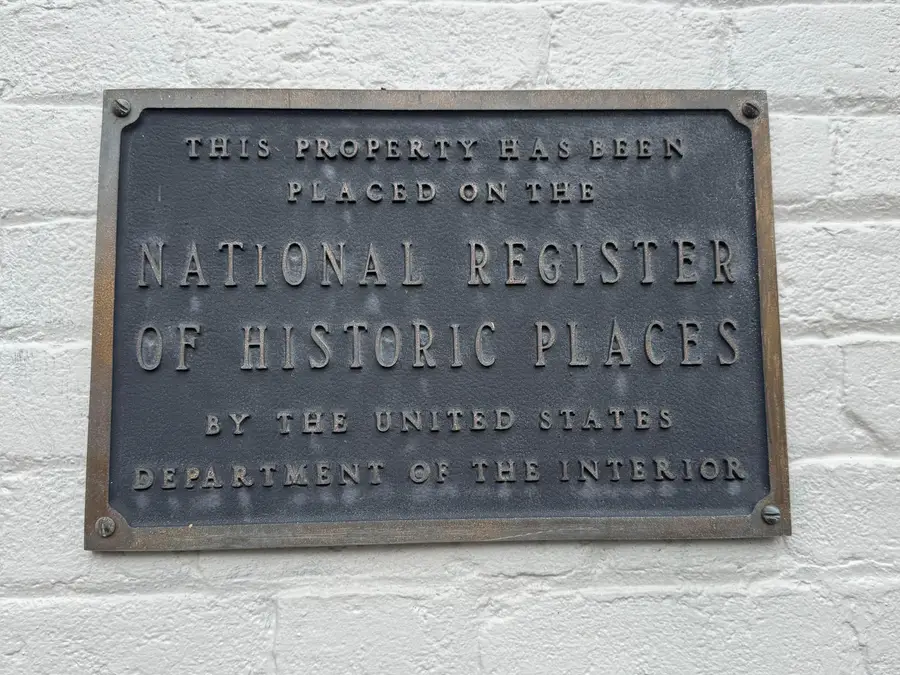 THIS PROPERTY HAS BEEN
PLACED ON THE
NATIONAL REGISTER
OF HISTORIC PLACES
BY THE UNITED STATES
DEPARTMENT OF THE INTERIOR